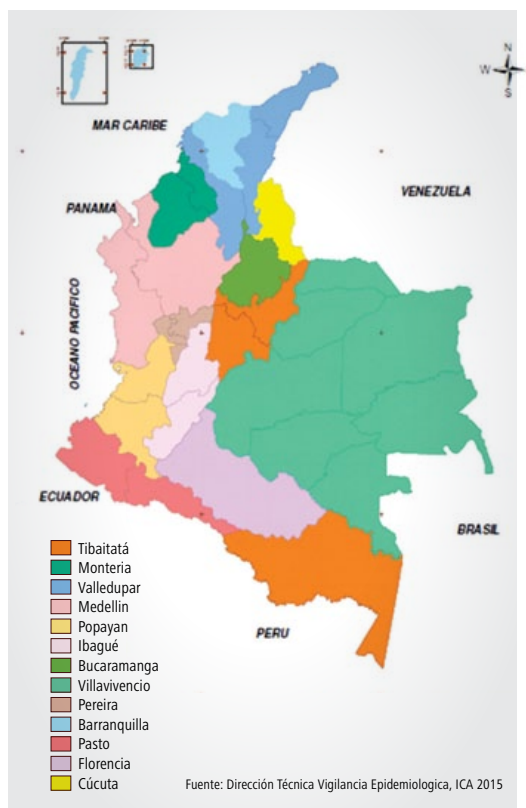 N
W
S
MAR CARIBE
PANAMA
VENEZUELA
OCEANO PACIFICO
ECUADOR
BRASIL
PERU
Tibaitatá
Monteria
Valledupar
Medellin
Popayan
Ibagué
Bucaramanga
Villavivencio
Pereira
Barranquilla
Pasto
Florencia
Cúcuta
Fuente: Dirección Técnica Vigilancia Epidemiologica, ICA 2015